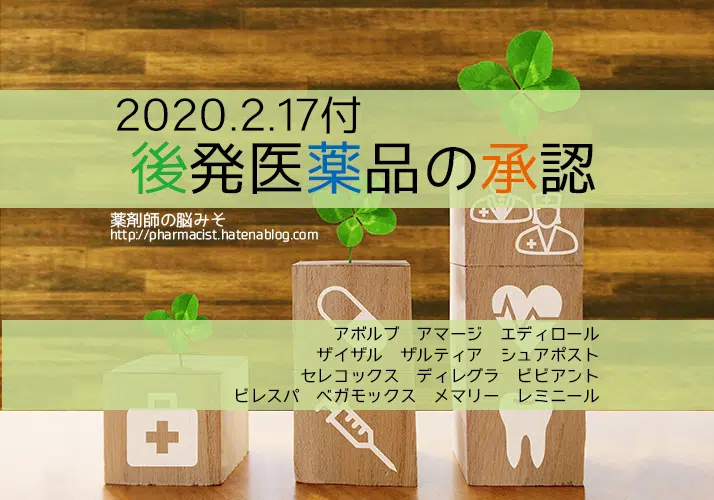 2020.2.17付
後発医薬品の承認
薬剤師の脳みそ
http://pharmacist.hatenablog.com
アボルブ　アマージ　エディロール
ザイザル　ザルティア　シュアポスト
セレコックス　ディレグラ　ビビアント
ピレスパ　ベガモックス　メマリー　レミニール